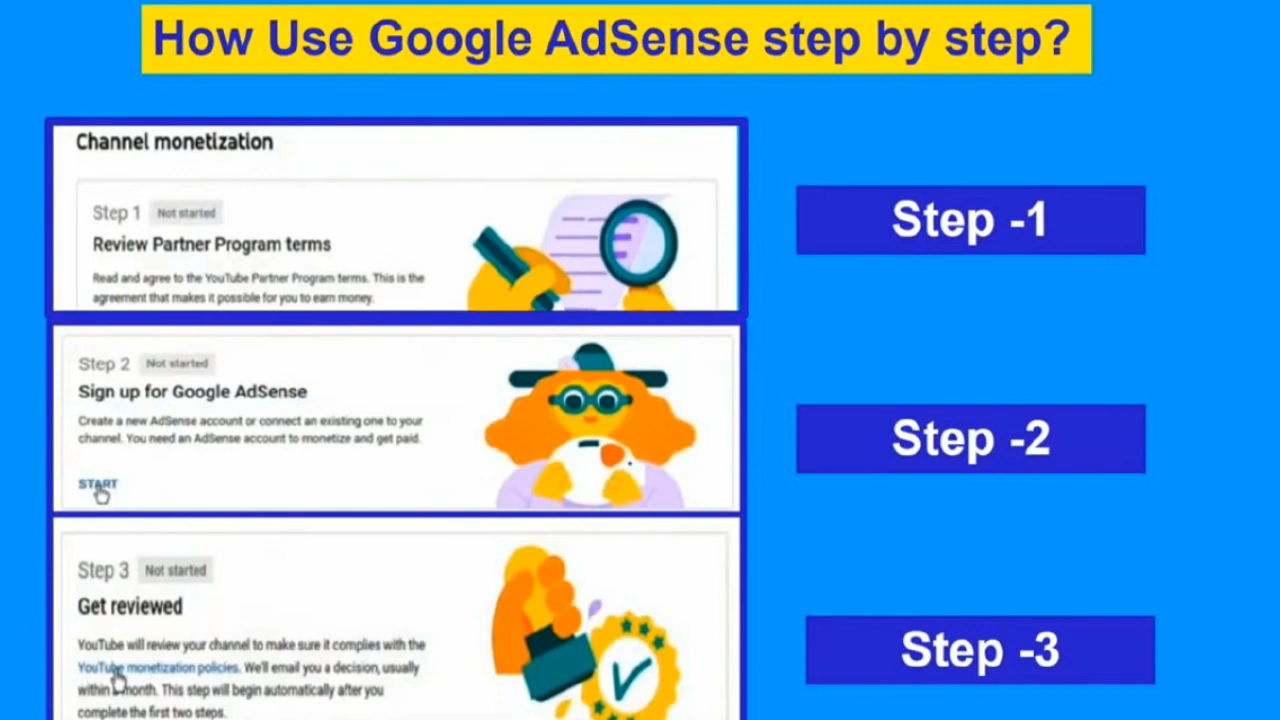 How Use Google AdSense step by step?
Channel monetization
Step 1 Not started
Review Partner Program terms
Read and agree to the YouTube Partner Program terms. This is the
agreement that makes it possible for you to earn money.
Step -1
Step 2 Not started
Sign up for Google AdSense
Create a new AdSense account or connect an existing one to your
channel. You need an AdSense account to monetize and get paid.
START
Step -2
Step 3 Not started
Get reviewed
YouTube will review your channel to make sure it complies with the
YouTube monetization policies. We'll email you a decision, usually
within a month. This step will begin automatically after you
complete the first two steps.
Step -3